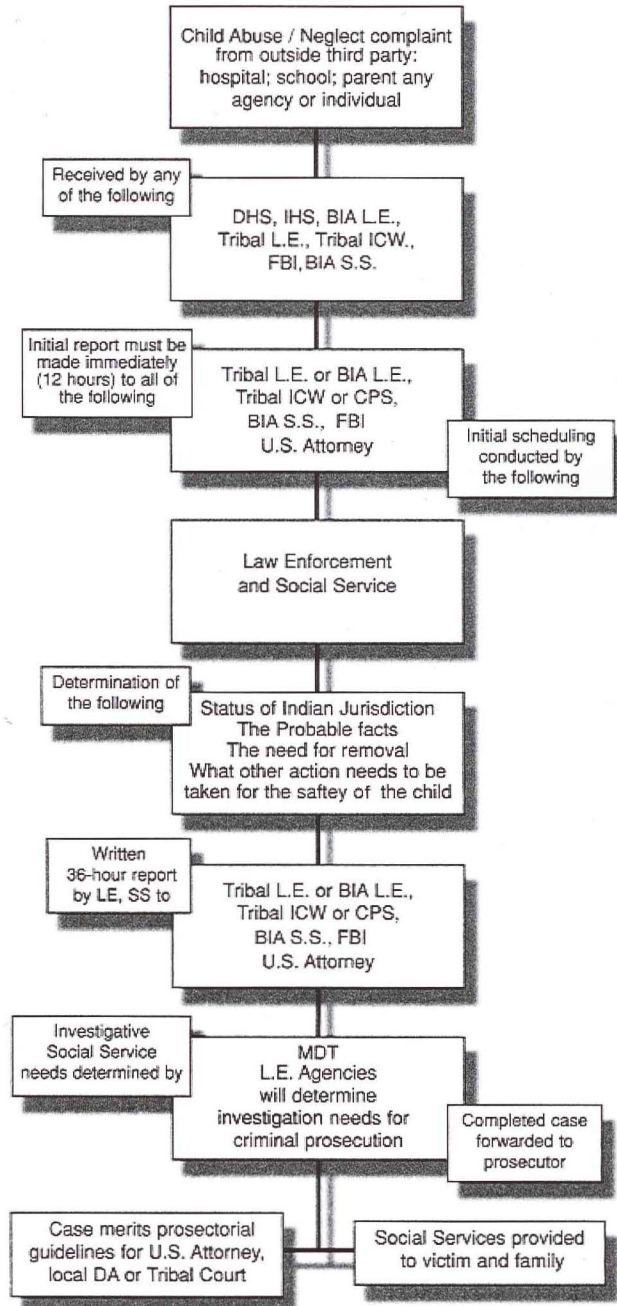 Child Abuse / Neglect complaint
from outside third party:
hospital; school; parent any
agency or individual
Received by any
of the following
DHS, IHS, BIA L.E.,
Tribal L.E., Tribal ICW.,
FBI, BIA S.S.
Initial report must be
made immediately
(12 hours) to all of
the following
Tribal L.E. or BIA L.E.,
Tribal ICW or CPS,
BIA S.S., FBI
U.S. Attorney
Initial scheduling
conducted by
the following
Law Enforcement
and Social Service
Determination of
the following
Status of Indian Jurisdiction
The Probable facts
The need for removal
What other action needs to be
taken for the saftey of the child
Written
36-hour report
by LE, SS to
Tribal L.E. or BIA L.E.,
Tribal ICW or CPS,
BIA S.S., FBI
U.S. Attorney
Investigative
Social Service
needs determined by
MDT
L.E. Agencies
will determine
investigation needs for
criminal prosecution
Completed case
forwarded to
prosecutor
Case merits prosectorial
guidelines for U.S. Attorney,
local DA or Tribal Court
Social Services provided
to victim and family